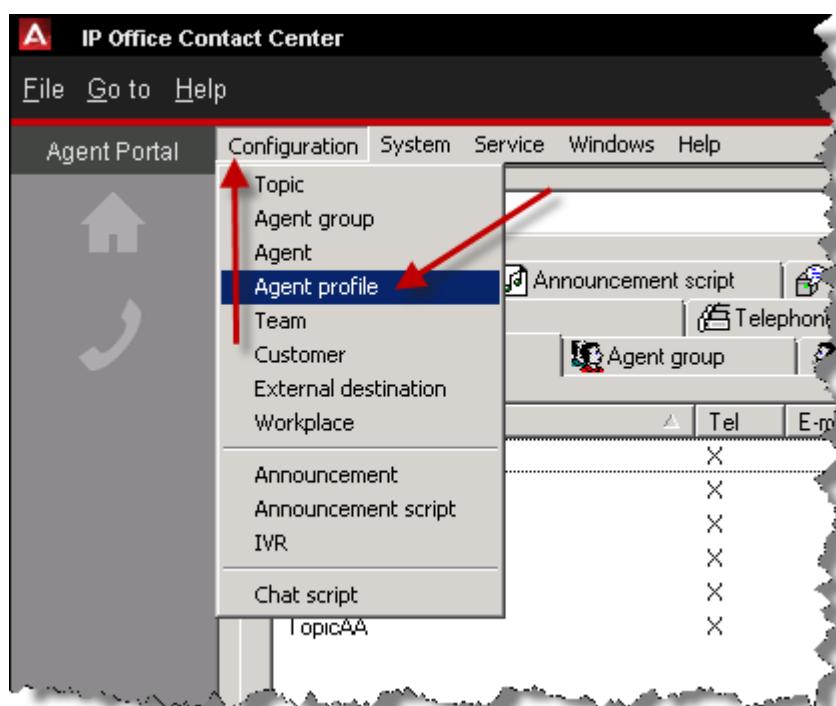 IP Office Contact Center
File Go to Help
Agent Portal
Configuration System Service Windows Help
Topic
Agent group
Agent
Agent profile
Team
Customer
External destination
Workplace
Announcement
Announcement script
IVR
Chat script
Announcement script
Agent group
Tel
X
X
X
X
X
TopicAA X